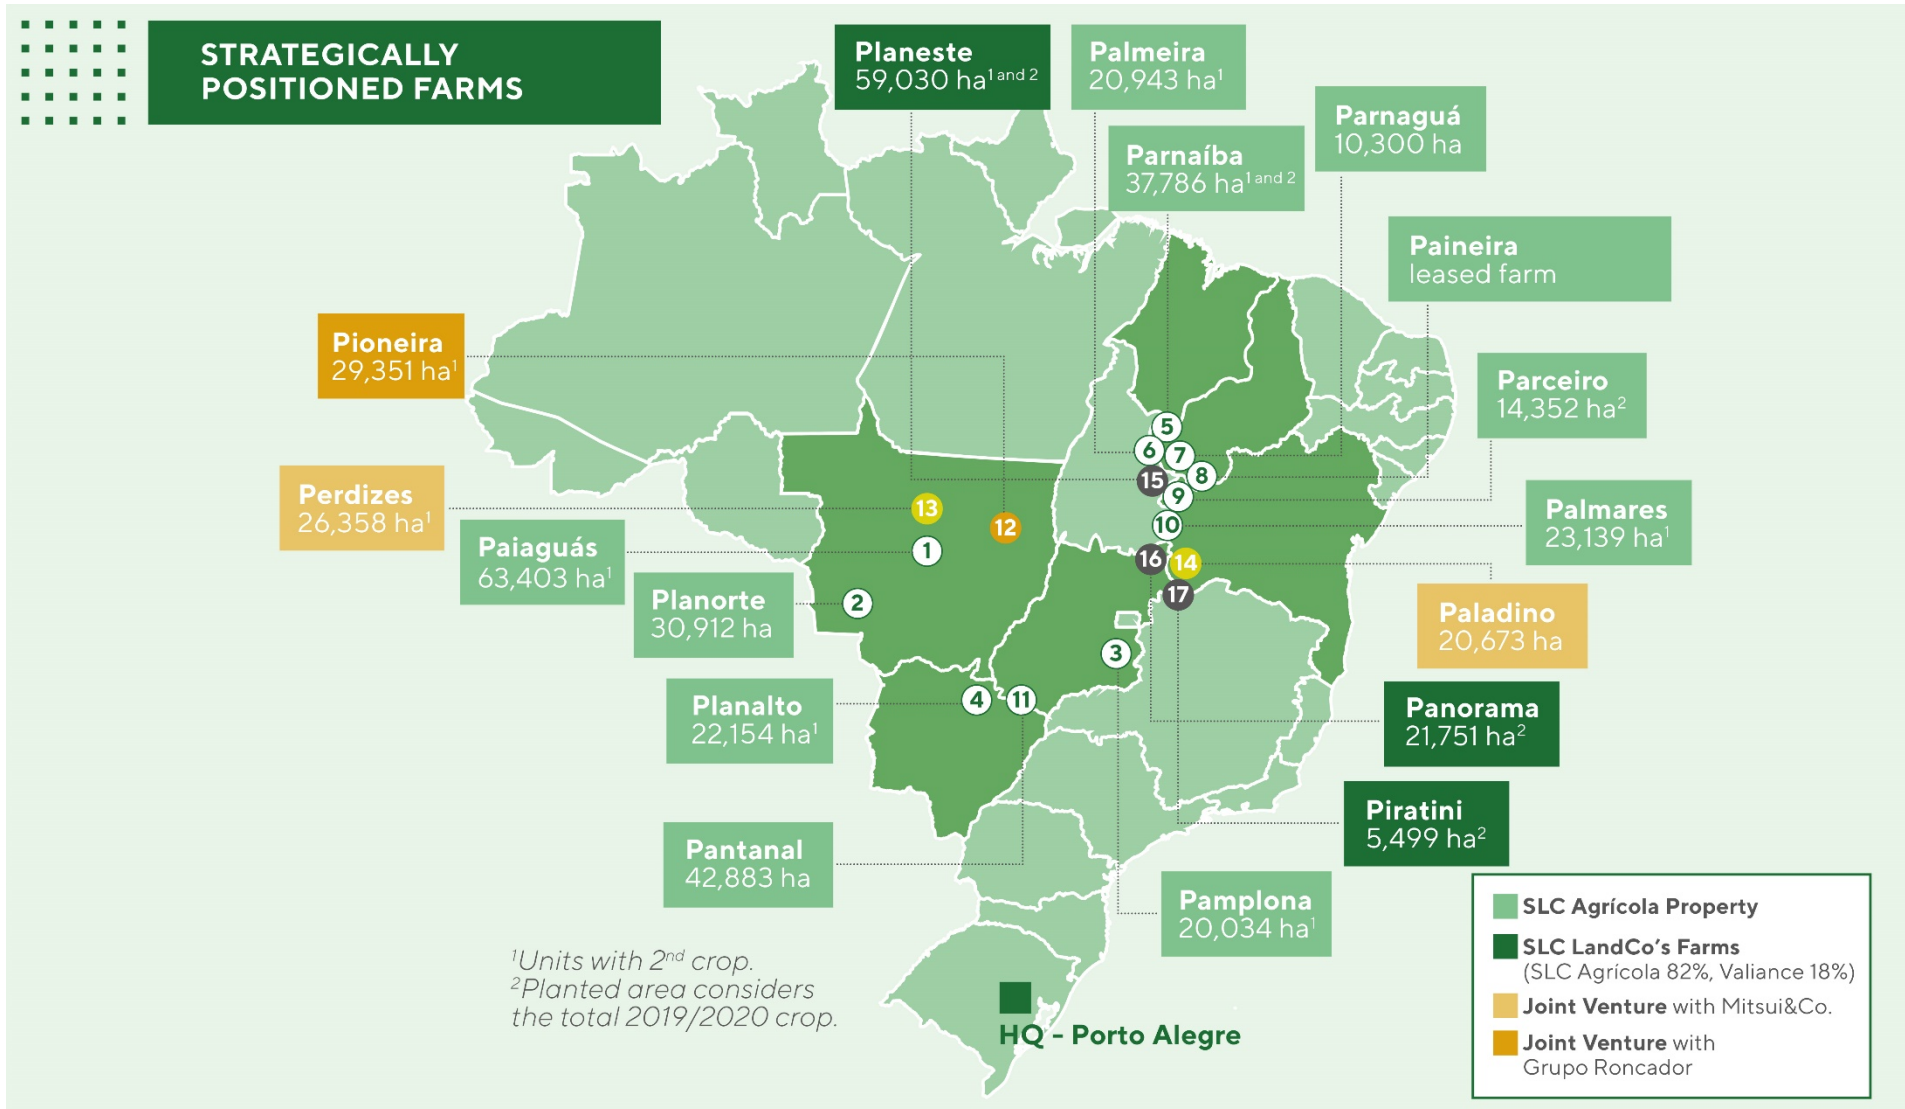 STRATEGICALLY
POSITIONED FARMS
Planeste
59,030 ha¹ and ²
Palmeira
20,943 ha¹
Parnaguá
10,300 ha
Parnaíba
37,786 ha¹ and ²
Paineira
leased farm
Pioneira
29,351 ha¹
Parceiro
14,352 ha²
Perdizes
26,358 ha¹
Palmares
23,139 ha¹
Paiaguás
63,403 ha¹
Planorte
30,912 ha
Paladino
20,673 ha
Planalto
22,154 ha¹
Panorama
21,751 ha²
Piratini
5,499 ha²
Pantanal
42,883 ha
Pamplona
20,034 ha¹
5
6
7
8
15
9
13
12
10
1
16
14
17
2
3
4
11
¹Units with 2nd crop.
²Planted area considers
the total 2019/2020 crop.
HQ - Porto Alegre
SLC Agrícola Property
SLC LandCo's Farms
(SLC Agrícola 82%, Valiance 18%)
Joint Venture with Mitsui&Co.
Joint Venture with
Grupo Roncador